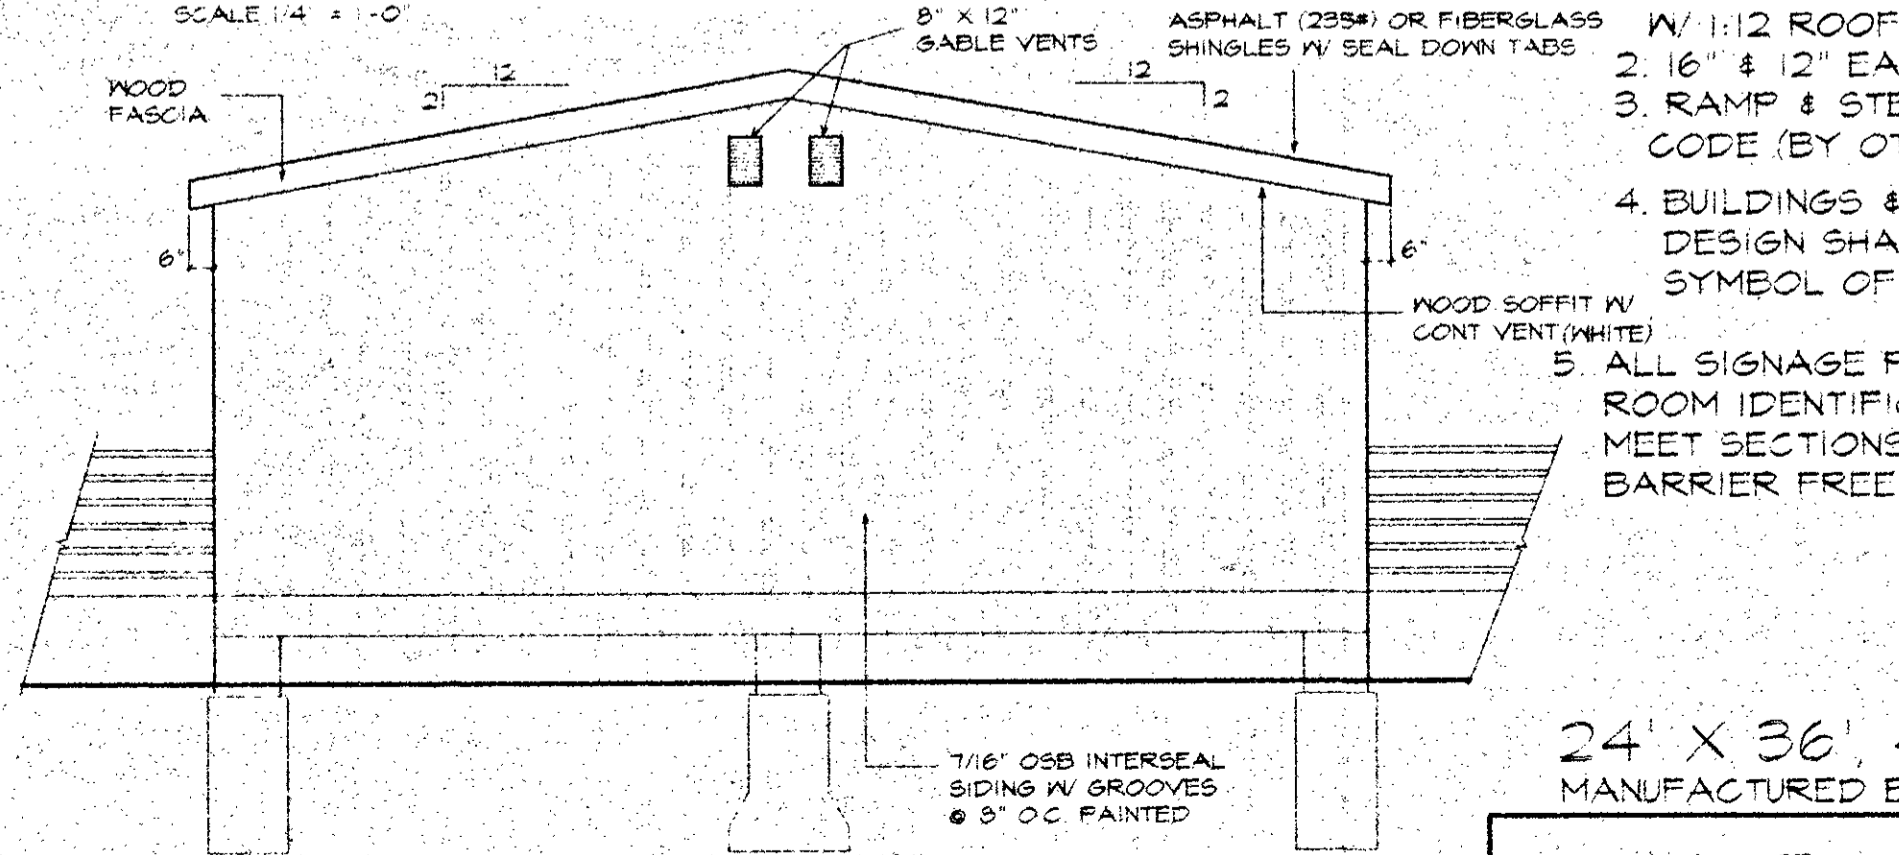 SCALE 1/4" = 1'-0"
8" X 12"
GABLE VENTS
ASPHALT (235#) OR FIBERGLASS
SHINGLES W/ SEAL DOWN TABS
WOOD
FASCIA
12
2
12
2
6"
6"
WOOD SOFFIT W/
CONT VENT (WHITE)
7/16" OSB INTERSEAL
SIDING W/ GROOVES
@ 8" O.C. PAINTED
W/ 1:12 ROOF
2. 16" & 12" EA
3. RAMP & STE
CODE (BY OT
4. BUILDINGS &
DESIGN SHA
SYMBOL OF
5. ALL SIGNAGE F
ROOM IDENTIFI
MEET SECTIONS
BARRIER FREE
24' X 36',
MANUFACTURED B